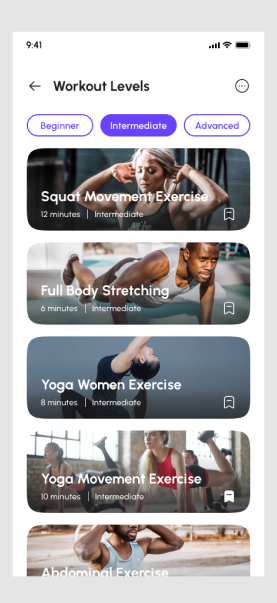 9:41
Workout Levels
Beginner Intermediate Advanced
Squat Movement Exercise
12 minutes | Intermediate
Full Body Stretching
6 minutes | Intermediate
Yoga Women Exercise
8 minutes | Intermediate
Yoga Movement Exercise
10 minutes | Intermediate
Abdominal Exercise